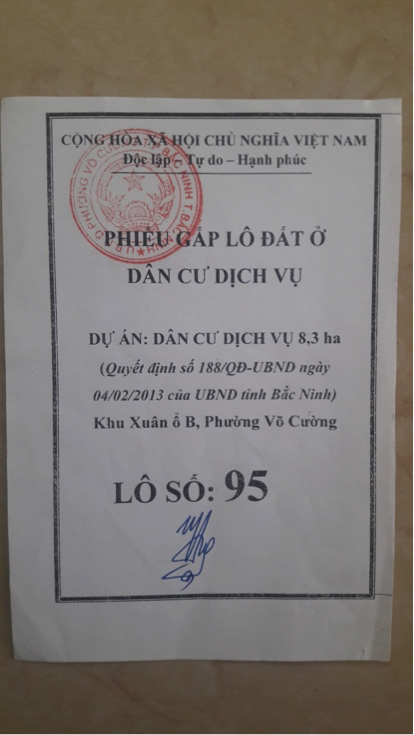 CỘNG HÒA XÃ HỘI CHỦ NGHĨA VIỆT NAM
Độc lập - Tự do – Hạnh phúc
PHIẾU GẮP LÔ ĐẤT Ở
DÂN CƯ DỊCH VỤ
DỰ ÁN: DÂN CƯ DỊCH VỤ 8,3 ha
(Quyết định số 188/QĐ-UBND ngày
04/02/2013 của UBND tỉnh Bắc Ninh)
Khu Xuân ổ B, Phường Võ Cường
LÔ SỐ: 95